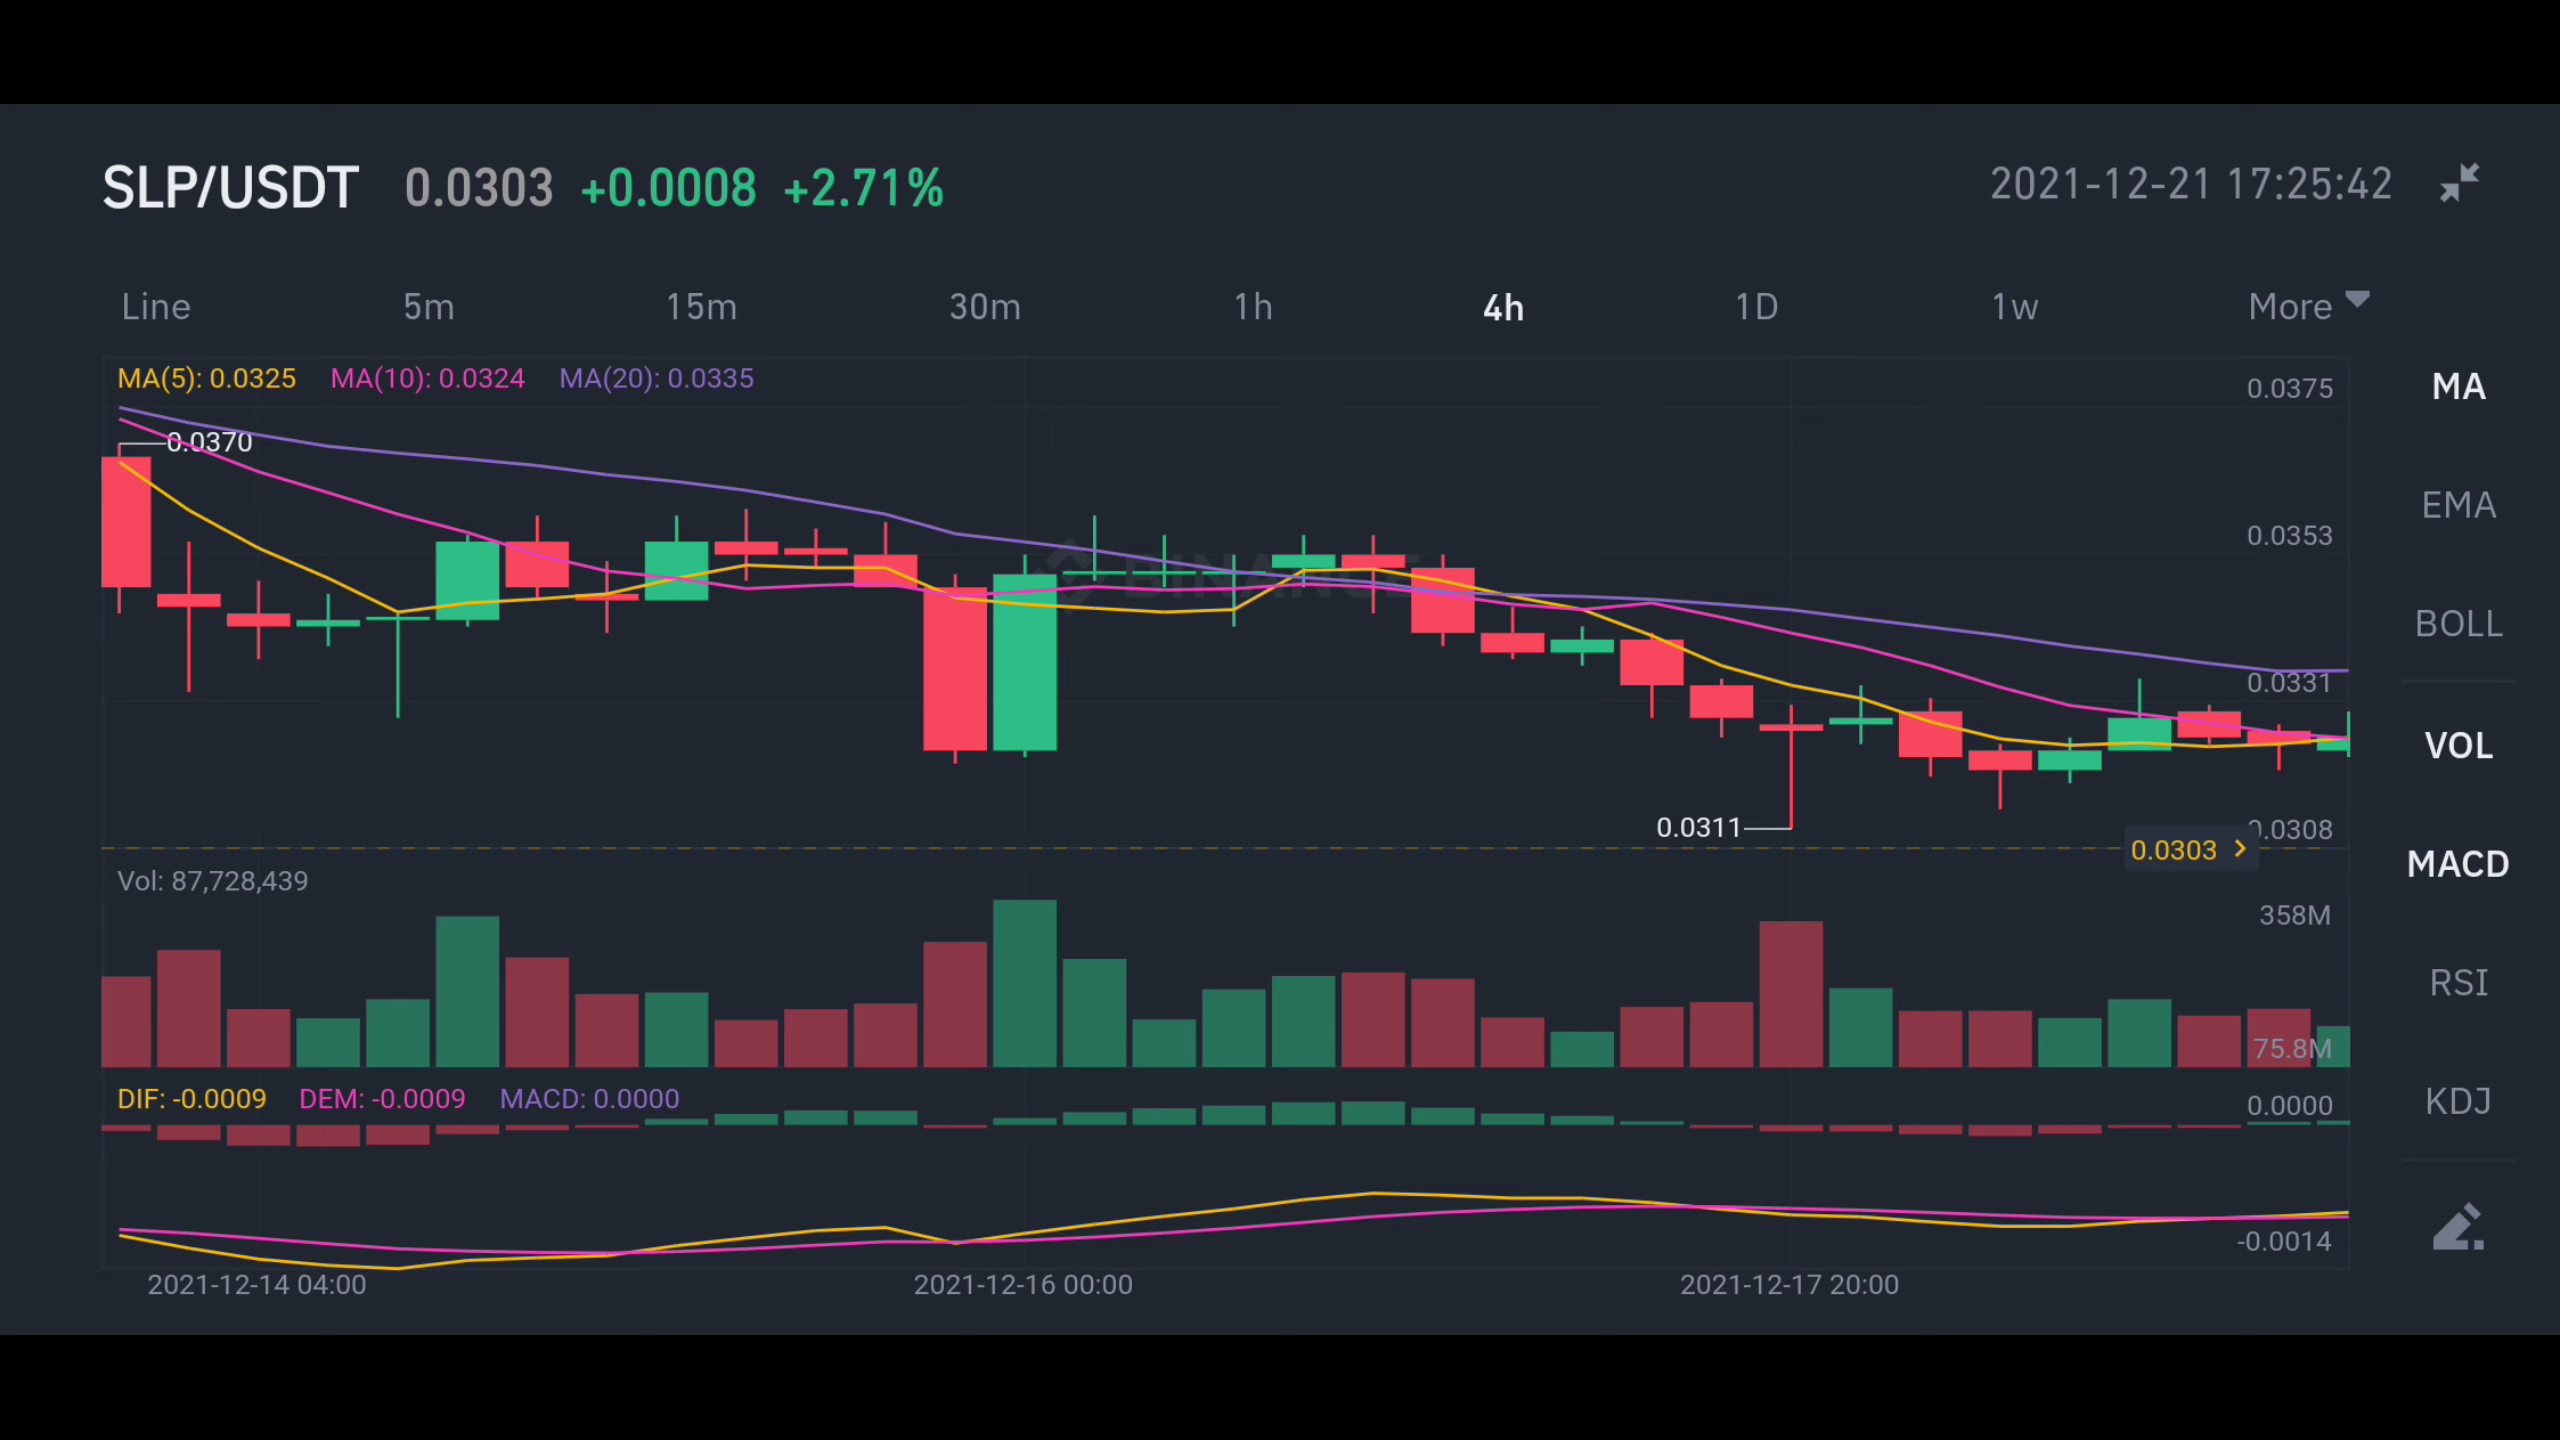 SLP/USDT 0.0303 +0.0008 +2.71% 2021-12-21 17:25:42
Line 5m 15m 30m 1h 4h 1D 1w More
MA(5): 0.0325 MA(10): 0.0324 MA(20): 0.0335 0.0375 MA
0.0370
EMA
0.0353
BINANCE
BOLL
0.0331
VOL
0.0311 0.0308
0.0303
MACD
Vol: 87,728,439
358M
RSI
75.8M
DIF: -0.0009 DEM: -0.0009 MACD: 0.0000 0.0000 KDJ
-0.0014
2021-12-14 04:00 2021-12-16 00:00 2021-12-17 20:00